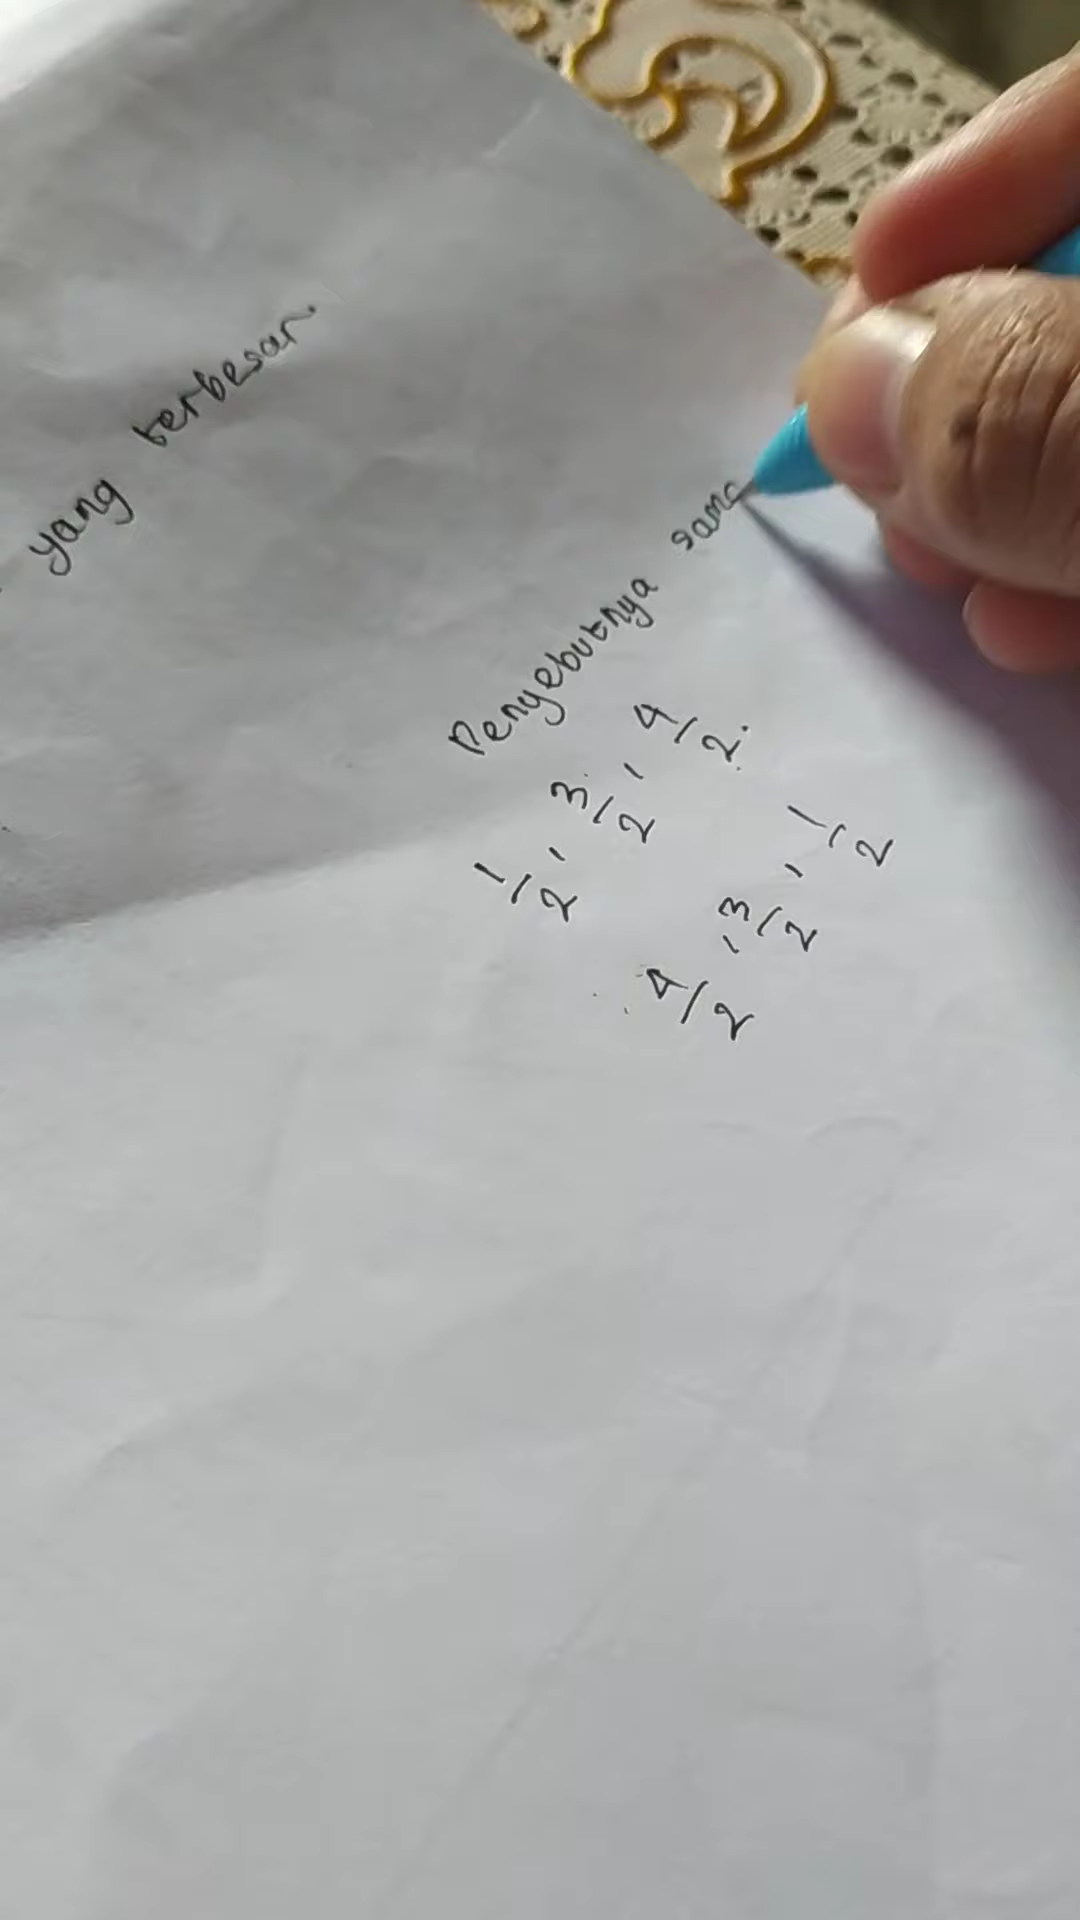 yang terbesar.
Penyebutnya sama
1/2, 3/2, 4/2.
4/2, 3/2, 1/2